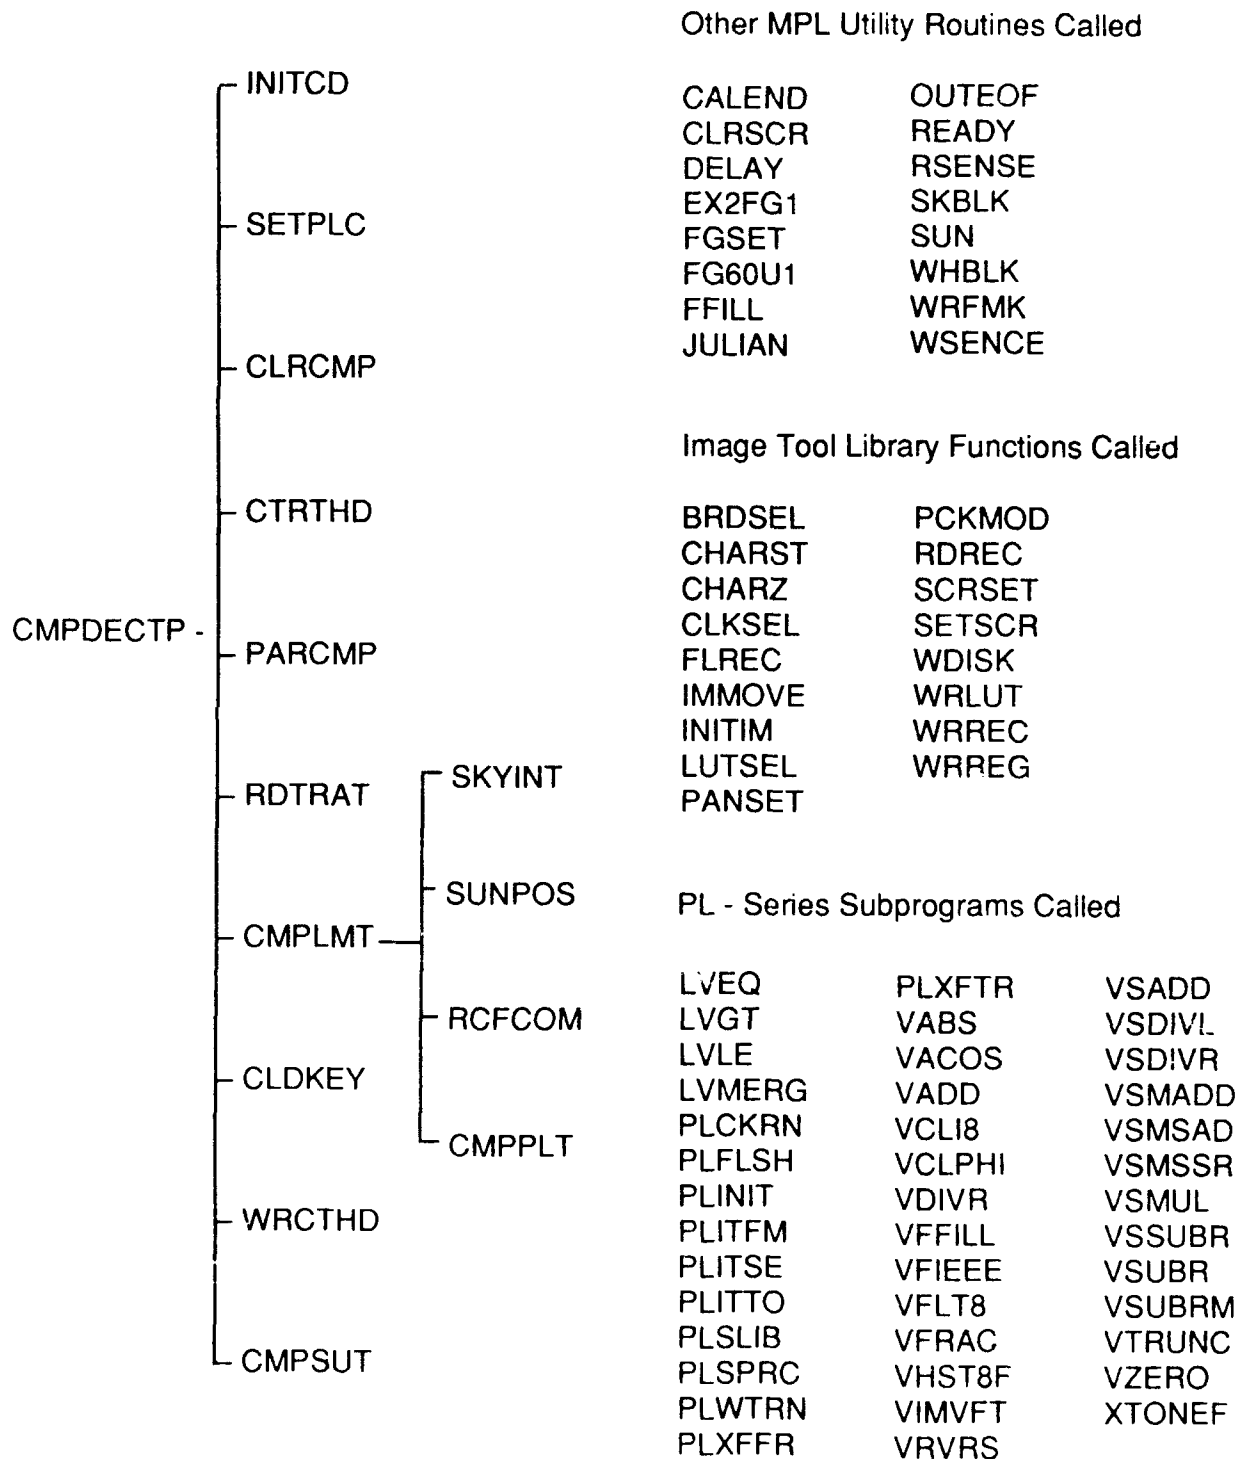 CMPDECTP -
INITCD
SETPLC
CLRCMP
CTRTHD
PARCMP
RDTRAT
CMPLMT
CLDKEY
WRCTHD
CMPSUT
SKYINT
SUNPOS
RCFCOM
CMPPLT
Other MPL Utility Routines Called
CALEND OUTEOF
CLRSCR READY
DELAY RSENSE
EX2FG1 SKBLK
FGSET SUN
FG60U1 WHBLK
FFILL WRFMK
JULIAN WSENCE
Image Tool Library Functions Called
BRDSEL PCKMOD
CHARST RDREC
CHARZ SCRSET
CLKSEL SETSCR
FLREC WDISK
IMMOVE WRLUT
INITIM WRREC
LUTSEL WRREG
PANSET
PL - Series Subprograms Called
LVEQ PLXFTR VSADD
LVGT VABS VSDIVL
LVLE VACOS VSDIVR
LVMERG VADD VSMADD
PLCKRN VCLI8 VSMSAD
PLFLSH VCLPHI VSMSSR
PLINIT VDIVR VSMUL
PLITFM VFFILL VSSUBR
PLITSE VFIEEE VSUBR
PLITTO VFLT8 VSUBRM
PLSLIB VFRAC VTRUNC
PLSPRC VHST8F VZERO
PLWTRN VIMVFT XTONEF
PLXFFR VRVRS